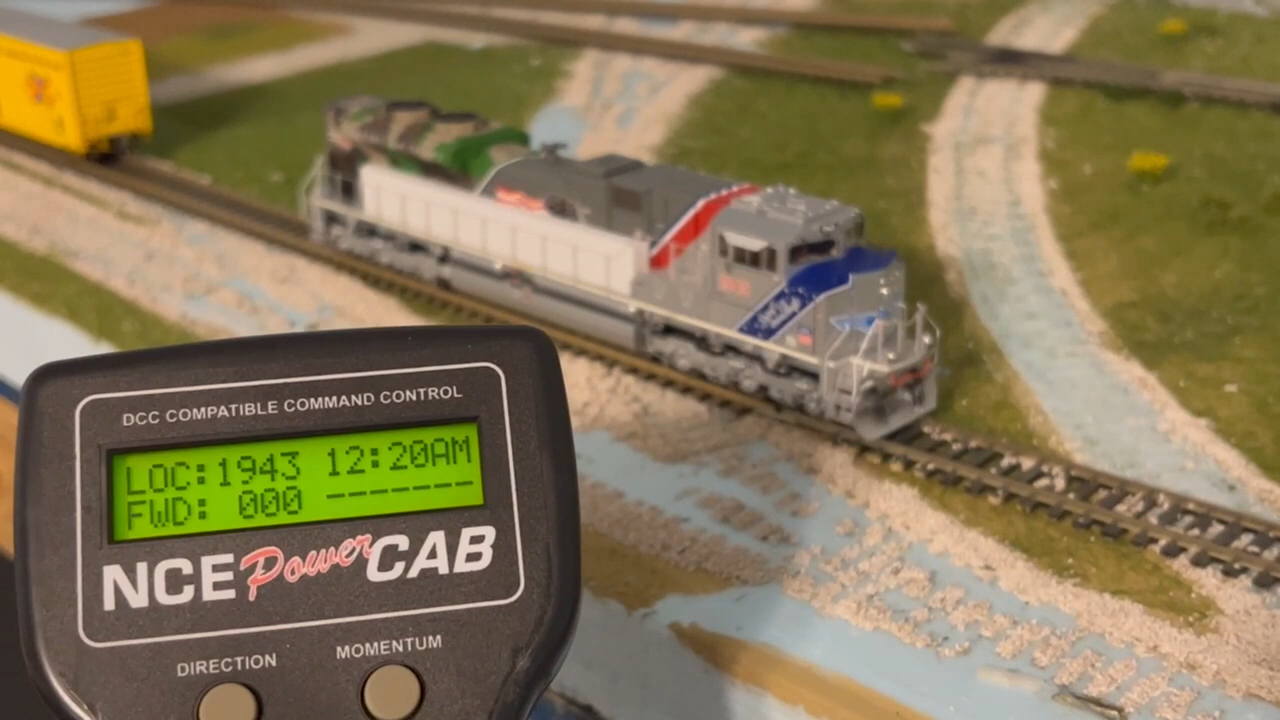 DCC COMPATIBLE COMMAND CONTROL
LOC:1943 12:20AM
FWD: 000 -------
NCE Power CAB
DIRECTION
MOMENTUM